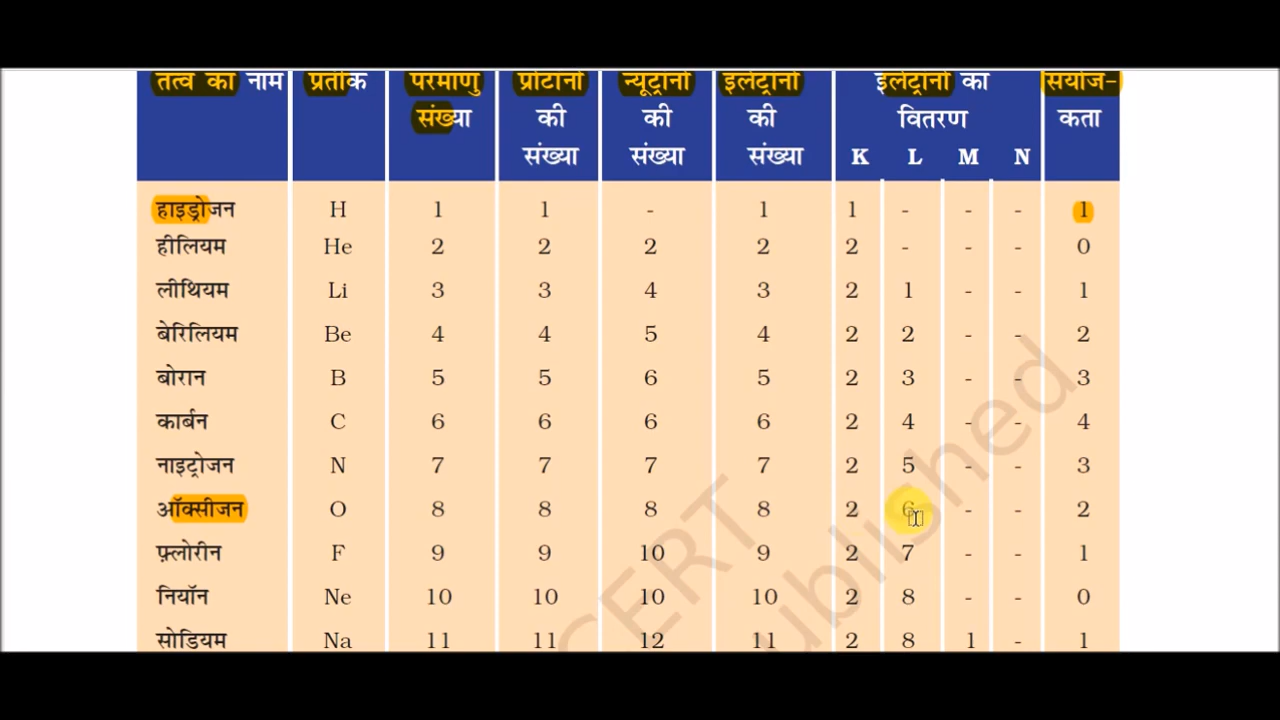 तत्व का नाम प्रतीक परमाणु संख्या प्रोटानों की संख्या न्यूट्रानों की संख्या इलेट्रानों की संख्या इलेट्रानों का वितरण संयोज-कता
K L M N
हाइड्रोजन H 1 1 - 1 1 - - - 1
हीलियम He 2 2 2 2 2 - - - 0
लीथियम Li 3 3 4 3 2 1 - - 1
बेरिलियम Be 4 4 5 4 2 2 - - 2
बोरान B 5 5 6 5 2 3 - - 3
कार्बन C 6 6 6 6 2 4 - - 4
नाइट्रोजन N 7 7 7 7 2 5 - - 3
ऑक्सीजन O 8 8 8 8 2 6 - - 2
फ़्लोरीन F 9 9 10 9 2 7 - - 1
नियॉन Ne 10 10 10 10 2 8 - - 0
सोडियम Na 11 11 12 11 2 8 1 - 1
CERT
ublished